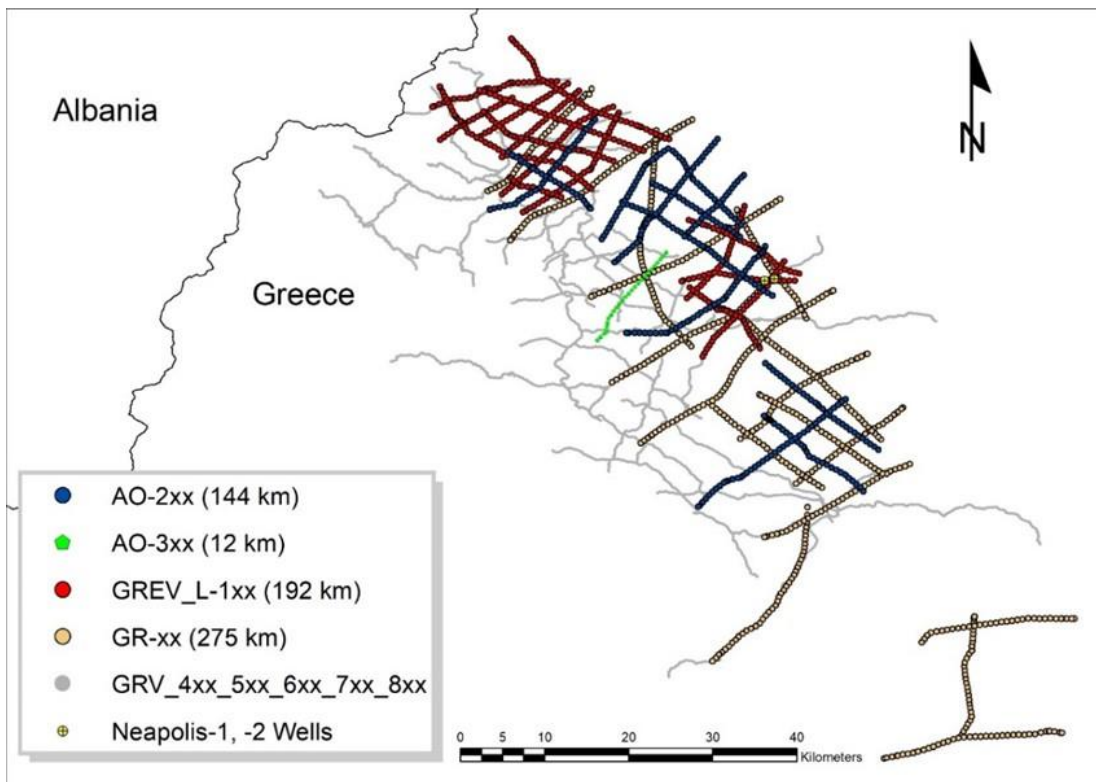 Albania
N
Greece
AO-2xx (144 km)
AO-3xx (12 km)
GREV_L-1xx (192 km)
GR-xx (275 km)
GRV_4xx_5xx_6xx_7xx_8xx
Neapolis-1, -2 Wells
0 5 10 20 30 40
Kilometers